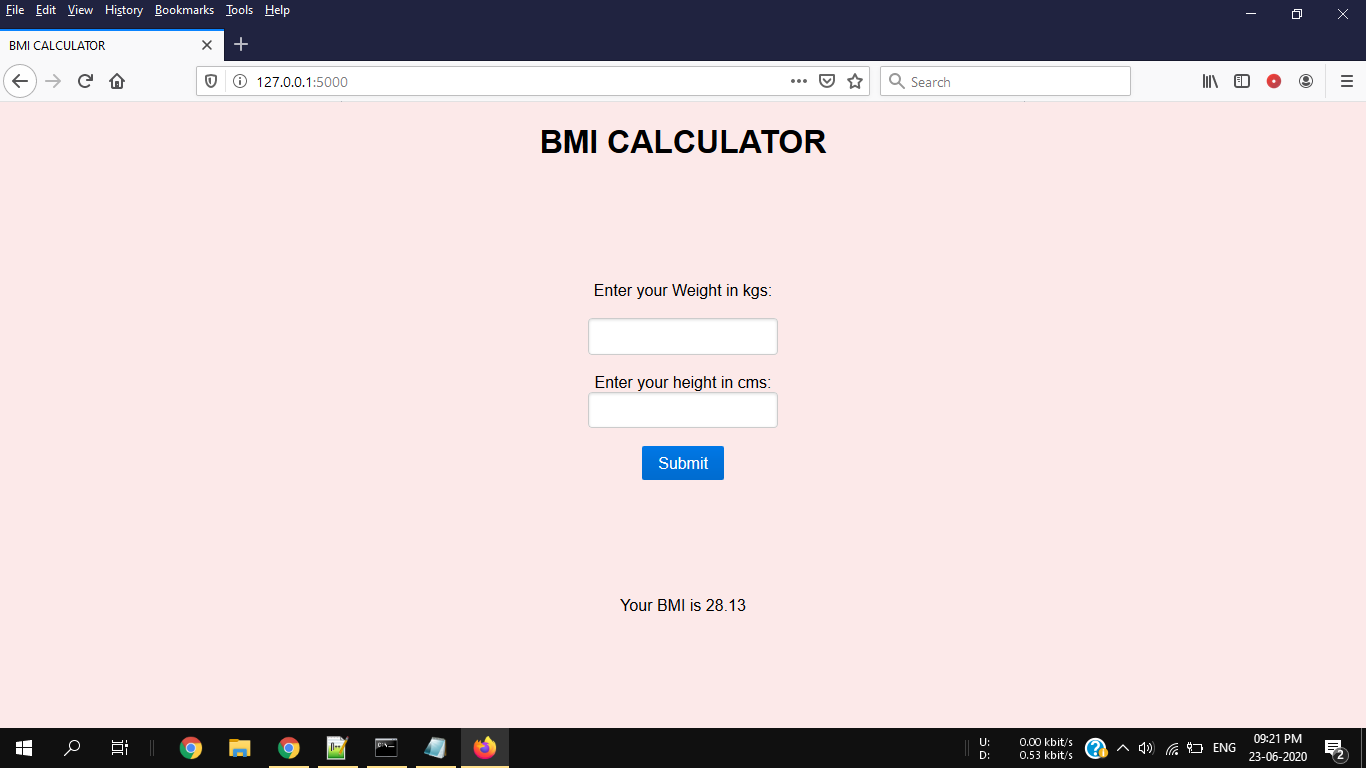 File Edit View History Bookmarks Tools Help
BMI CALCULATOR
127.0.0.1:5000
Search
BMI CALCULATOR
Enter your Weight in kgs:
Enter your height in cms:
Submit
Your BMI is 28.13
U: 0.00 kbit/s
D: 0.53 kbit/s
ENG
09:21 PM
23-06-2020
2